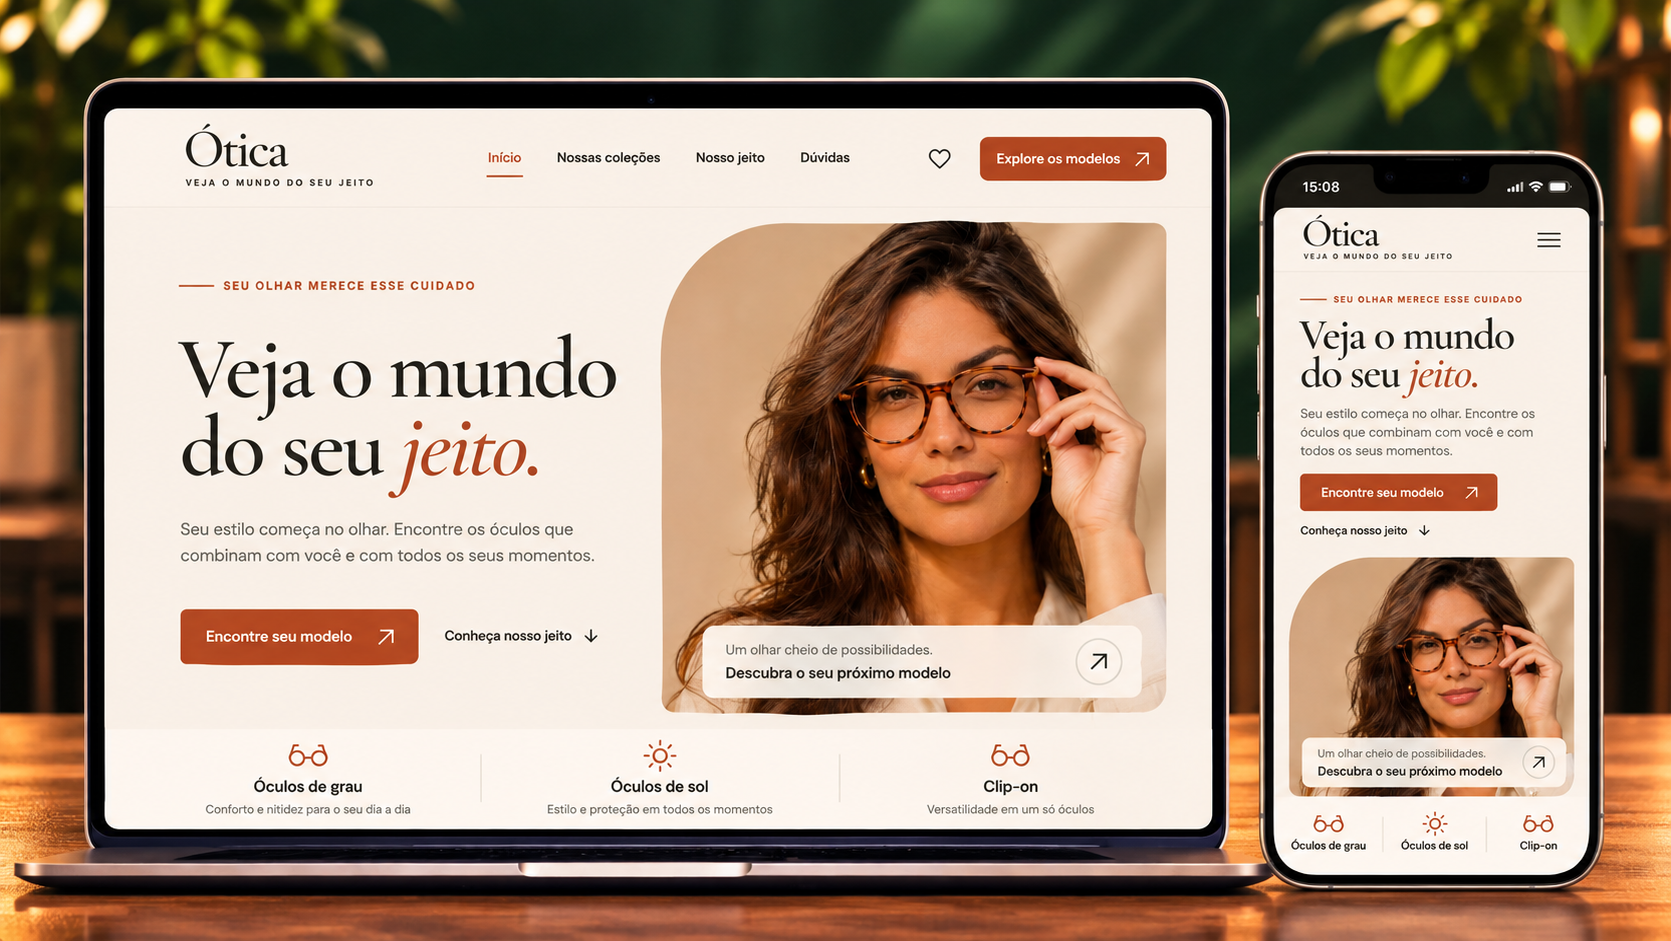 Ótica
VEJA O MUNDO DO SEU JEITO
Início
Nossas coleções
Nosso jeito
Dúvidas
Explore os modelos
SEU OLHAR MERECE ESSE CUIDADO
Veja o mundo
do seu jeito.
Seu estilo começa no olhar. Encontre os óculos que
combinam com você e com todos os seus momentos.
Encontre seu modelo
Conheça nosso jeito
Um olhar cheio de possibilidades.
Descubra o seu próximo modelo
Óculos de grau
Conforto e nitidez para o seu dia a dia
Óculos de sol
Estilo e proteção em todos os momentos
Clip-on
Versatilidade em um só óculos
15:08
Ótica
VEJA O MUNDO DO SEU JEITO
SEU OLHAR MERECE ESSE CUIDADO
Veja o mundo
do seu jeito.
Seu estilo começa no olhar. Encontre os
óculos que combinam com você e com
todos os seus momentos.
Encontre seu modelo
Conheça nosso jeito
Um olhar cheio de possibilidades.
Descubra o seu próximo modelo
Óculos de grau
Óculos de sol
Clip-on